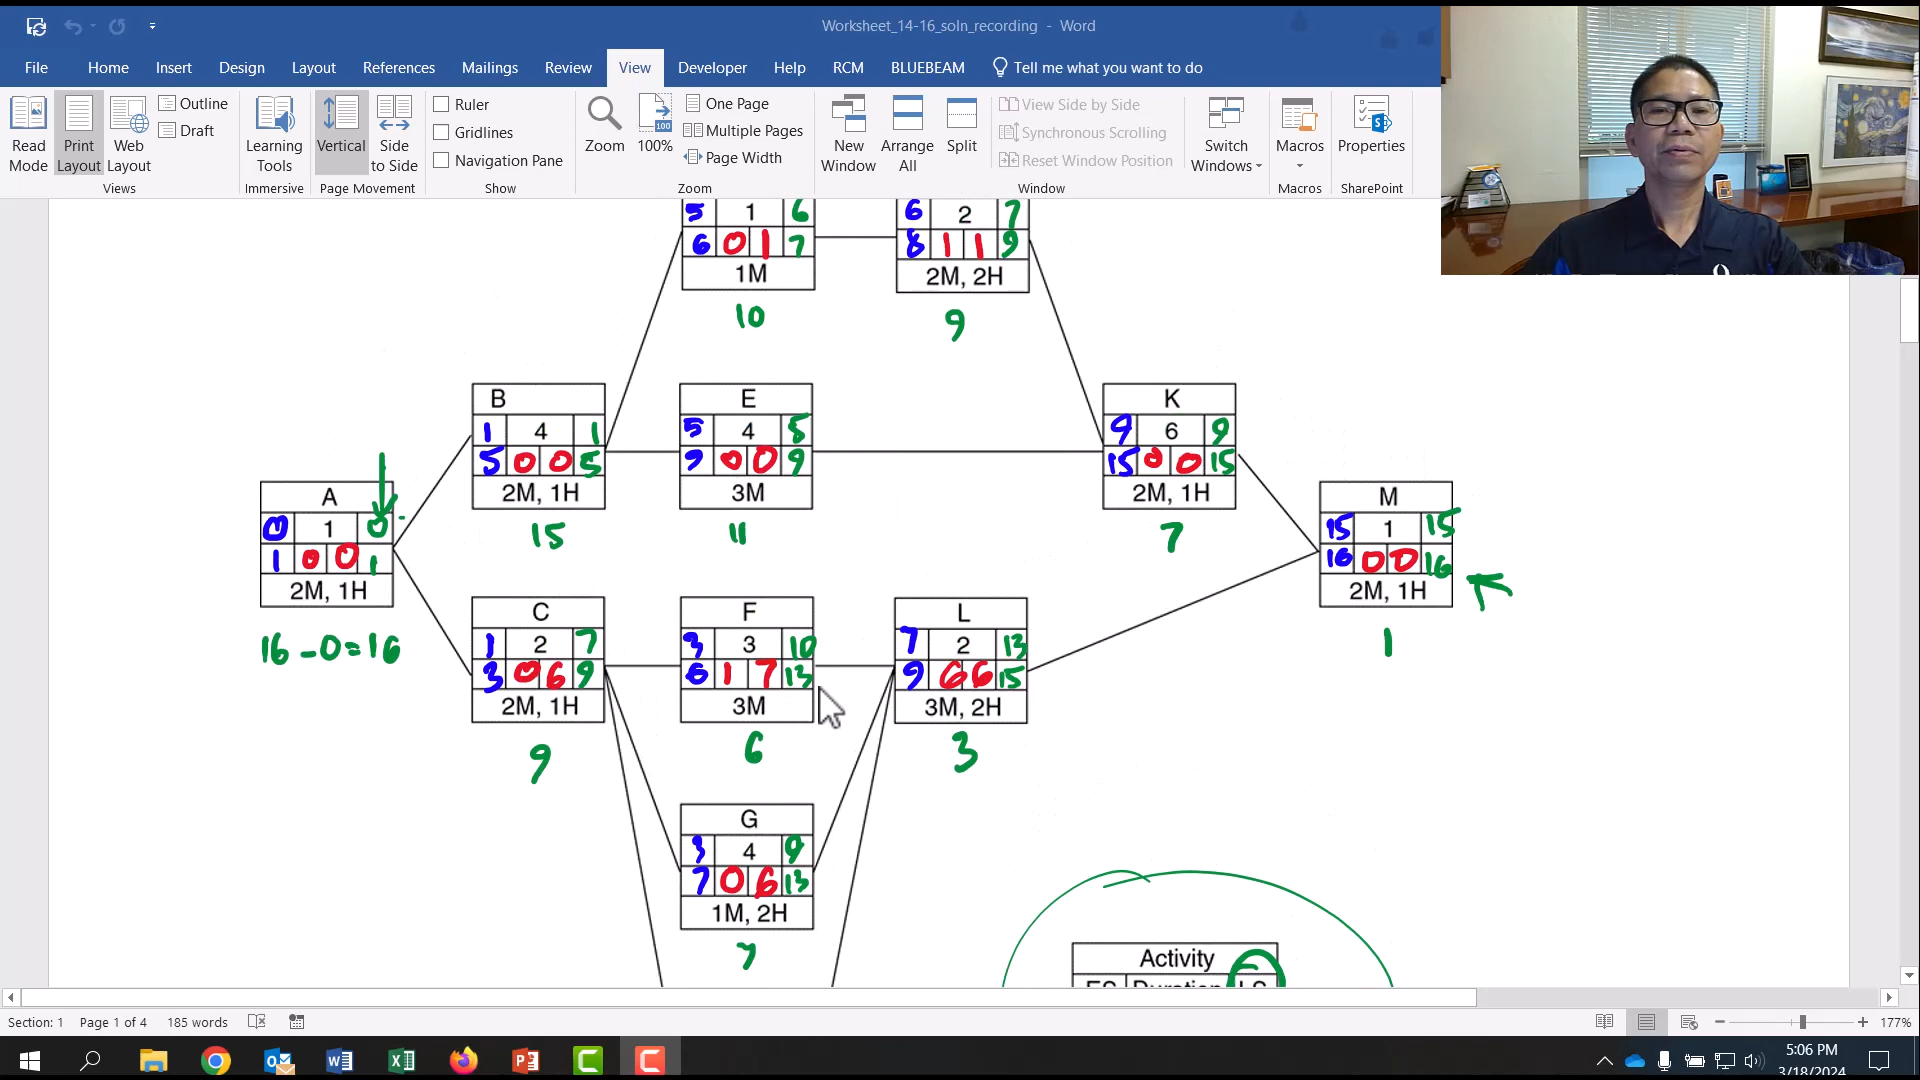 Worksheet_14-16_soln_recording - Word
File Home Insert Design Layout References Mailings Review View Developer Help RCM BLUEBEAM Tell me what you want to do
Read Mode
Print Layout
Web Layout
Outline
Draft
Views
Learning Tools
Immersive
Vertical
Side to Side
Page Movement
Ruler
Gridlines
Navigation Pane
Show
Zoom
100%
One Page
Multiple Pages
Page Width
Zoom
New Window
Arrange All
Split
View Side by Side
Synchronous Scrolling
Reset Window Position
Switch Windows
Window
Macros
Macros
Properties
SharePoint
5 1 6
6 0 1 7
1M
10
6 2 7
8 1 1 9
2M, 2H
9
B
1 4 1
5 0 0 5
2M, 1H
15
E
5 4 5
9 0 0 9
3M
11
K
9 6 9
15 0 0 15
2M, 1H
7
A
0 1 0
1 0 0 1
2M, 1H
16 - 0 = 16
M
15 1 15
16 0 0 16
2M, 1H
1
C
1 2 7
3 0 6 9
2M, 1H
9
F
3 3 10
6 1 7 13
3M
6
L
7 2 13
9 6 6 15
3M, 2H
3
G
3 4 9
7 0 6 13
1M, 2H
7
Activity
ES Duration LS
Section: 1 Page 1 of 4 185 words 177%
5:06 PM
3/18/2024